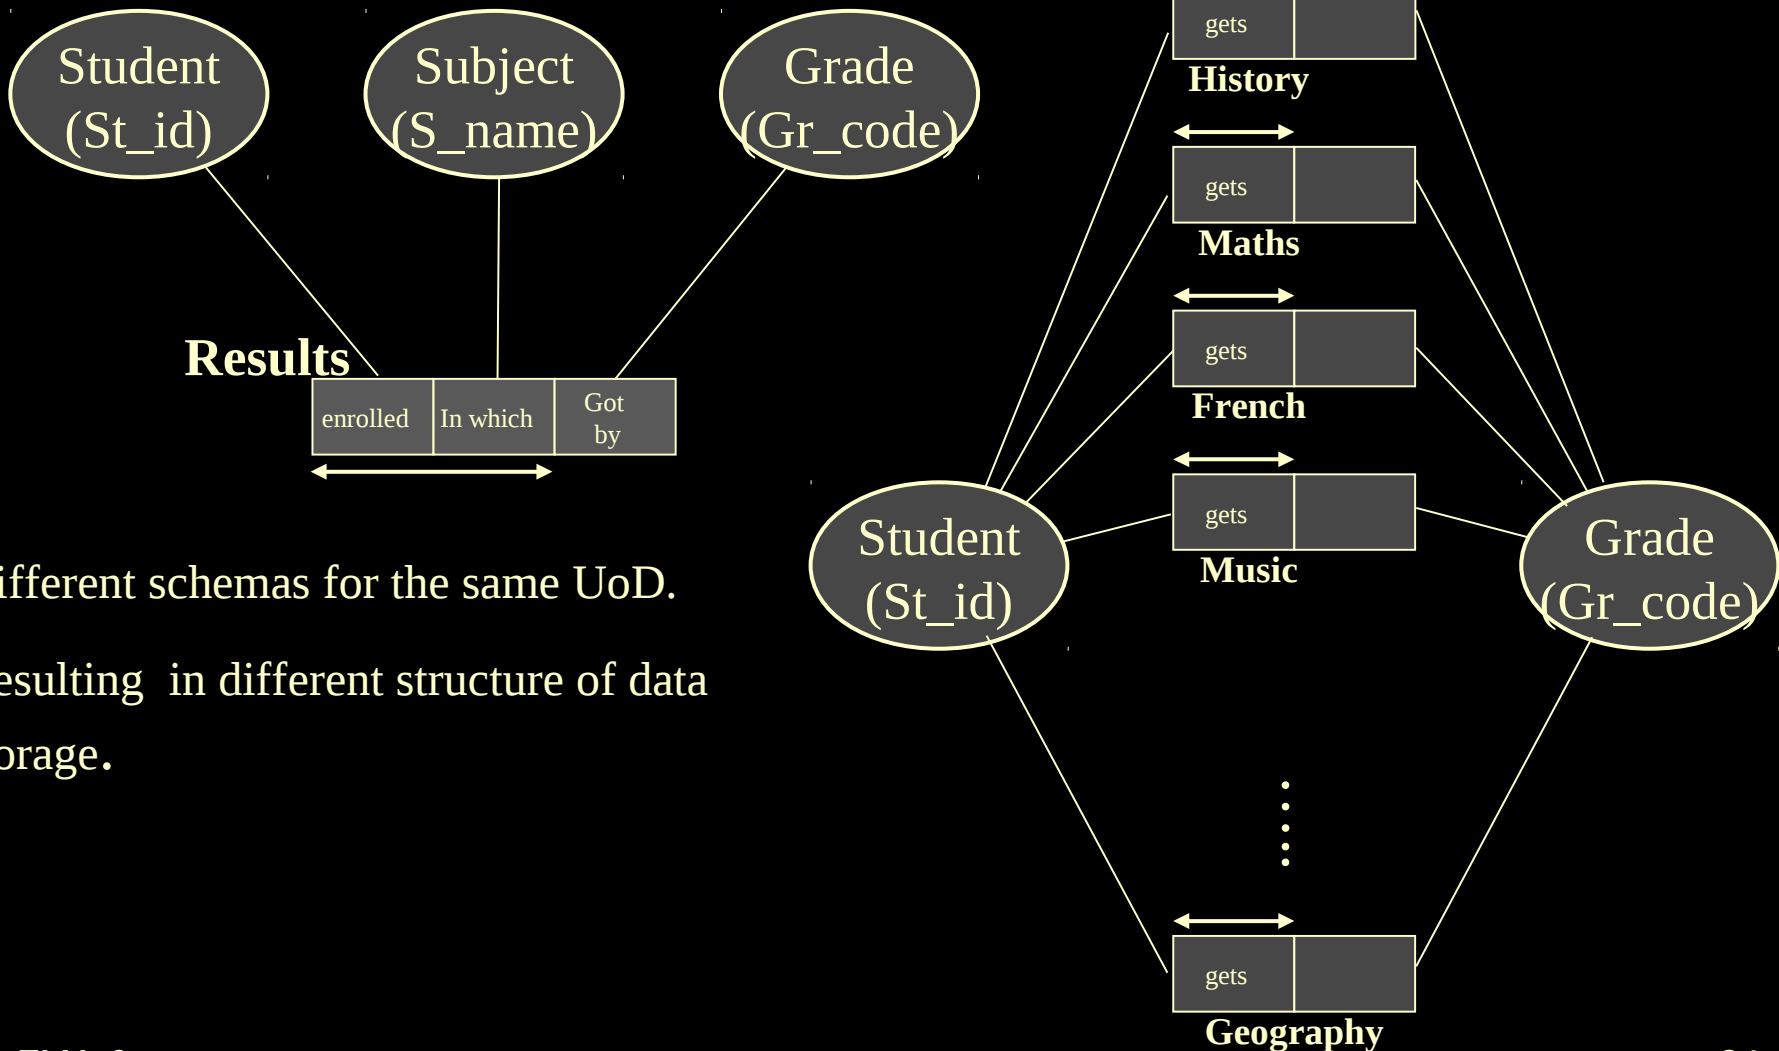 Student
(St_id)
Subject
(S_name)
Grade
(Gr_code)
Results
enrolled
In which
Got
by
ifferent schemas for the same UoD.
esulting in different structure of data
orage.
gets
History
gets
Maths
gets
French
gets
Music
Student
(St_id)
Grade
(Gr_code)
gets
Geography